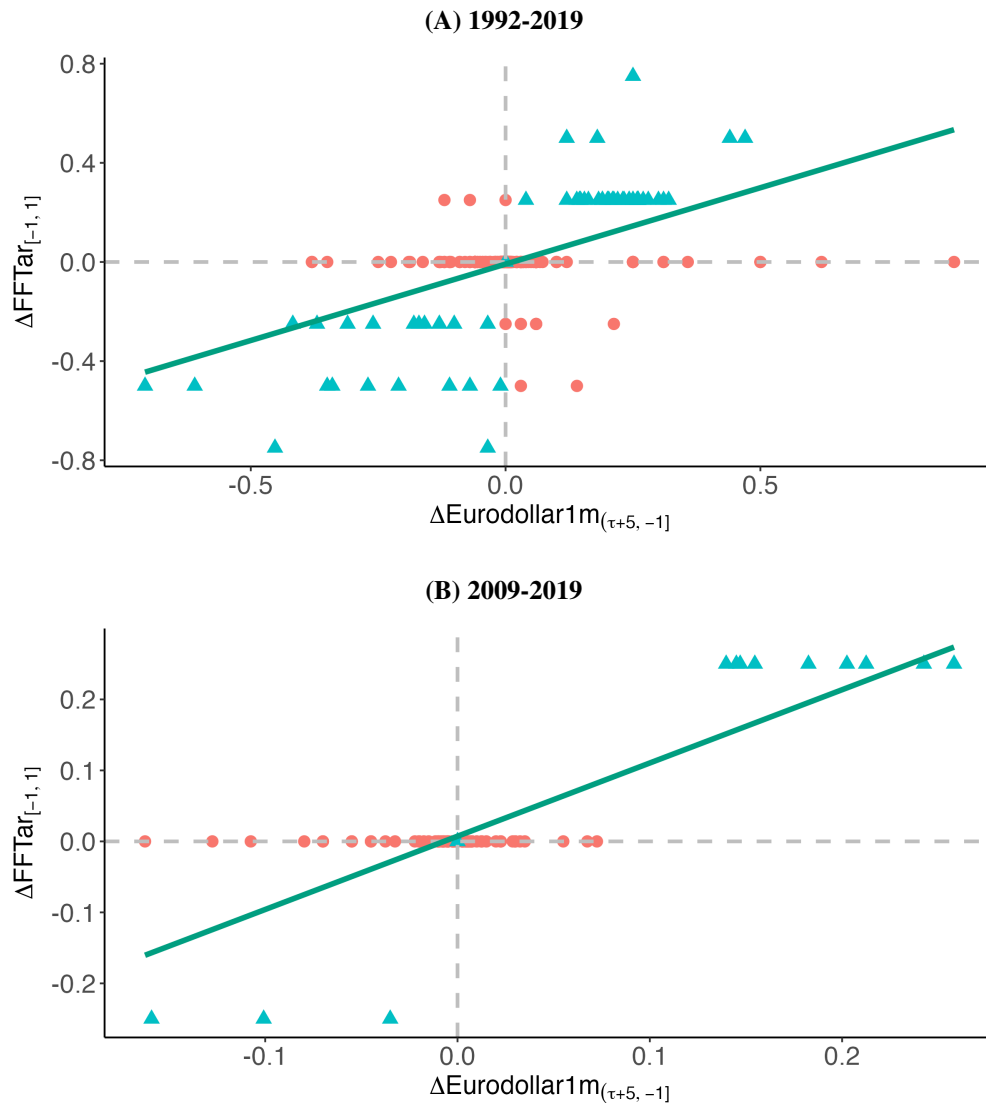 (A) 1992-2019
0.8
0.4
0.0
-0.4
-0.8
ΔFFTar[-1, 1]
-0.5 0.0 0.5
ΔEurodollar1m(τ+5, -1]
(B) 2009-2019
0.2
0.1
0.0
-0.1
-0.2
ΔFFTar[-1, 1]
-0.1 0.0 0.1 0.2
ΔEurodollar1m(τ+5, -1]